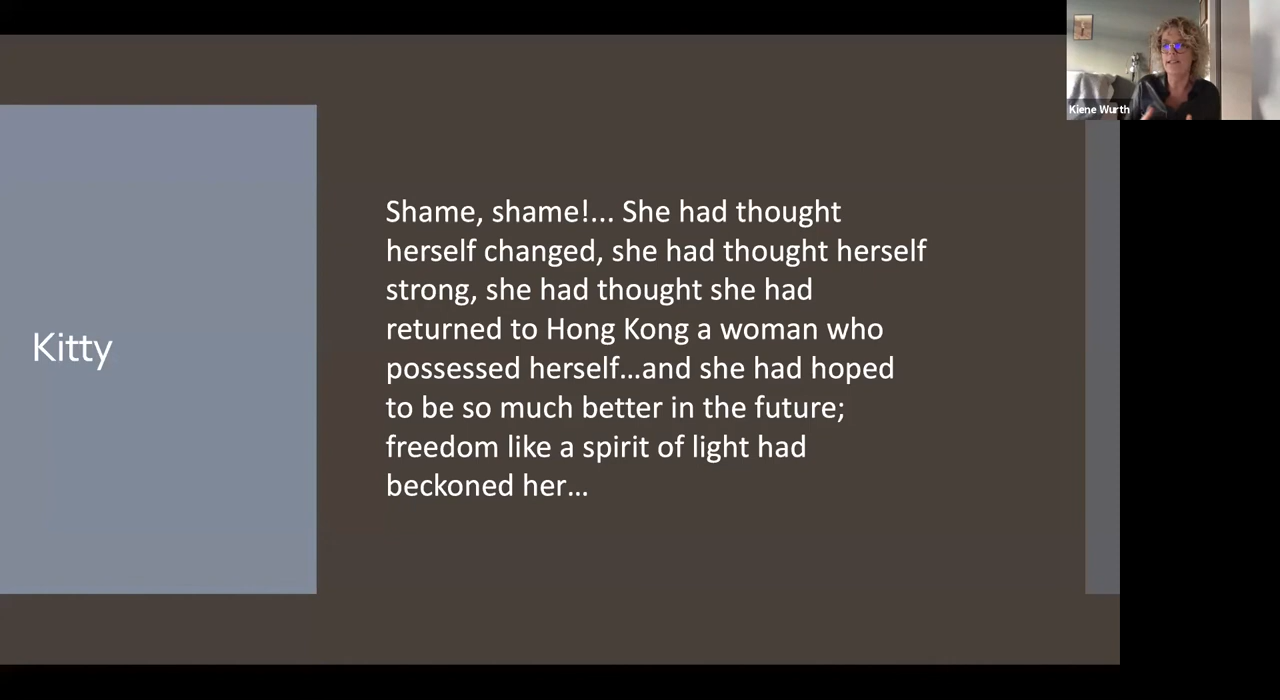 Kiene Wurth
Kitty
Shame, shame!... She had thought
herself changed, she had thought herself
strong, she had thought she had
returned to Hong Kong a woman who
possessed herself...and she had hoped
to be so much better in the future;
freedom like a spirit of light had
beckoned her...